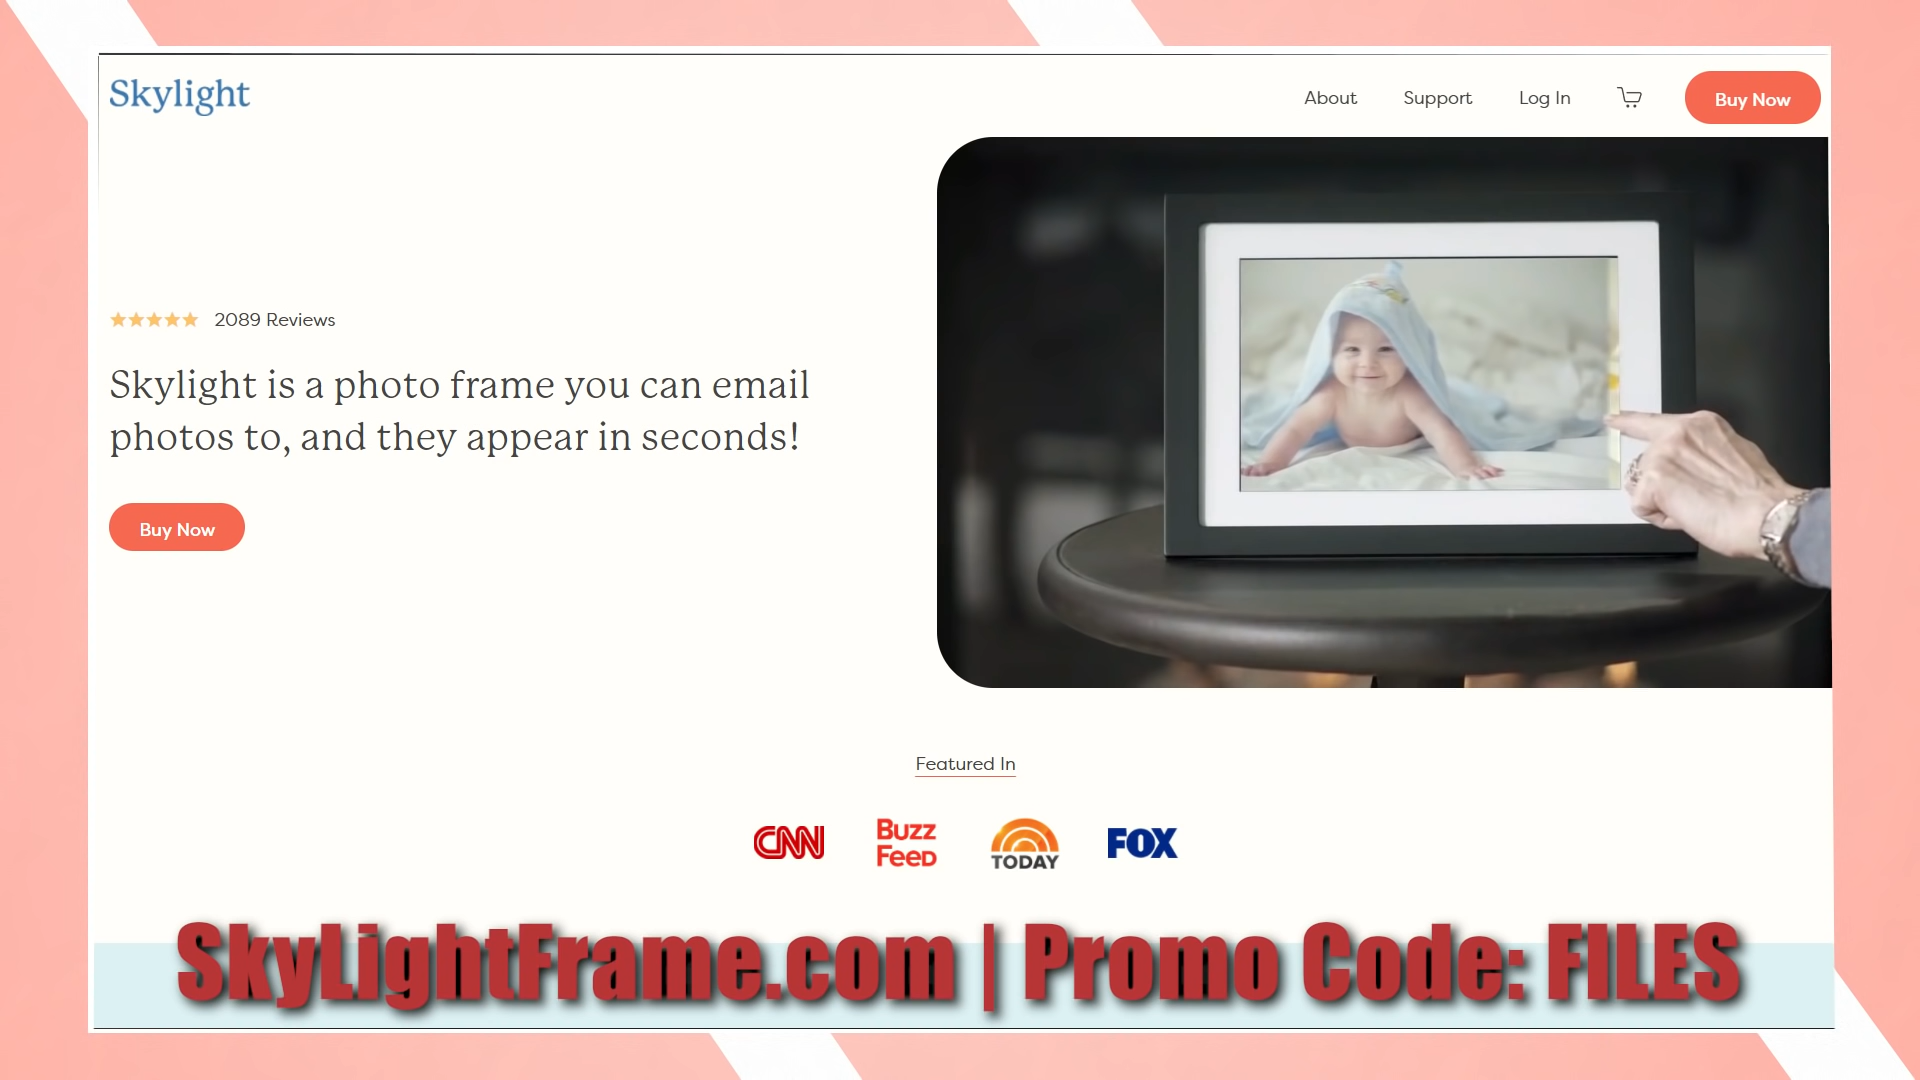 Skylight
About
Support
Log In
Buy Now
2089 Reviews
Skylight is a photo frame you can email
photos to, and they appear in seconds!
Buy Now
Featured In
CNN
BUZZ
FEED
TODAY
FOX
SkyLightFrame.com | Promo Code: FILES